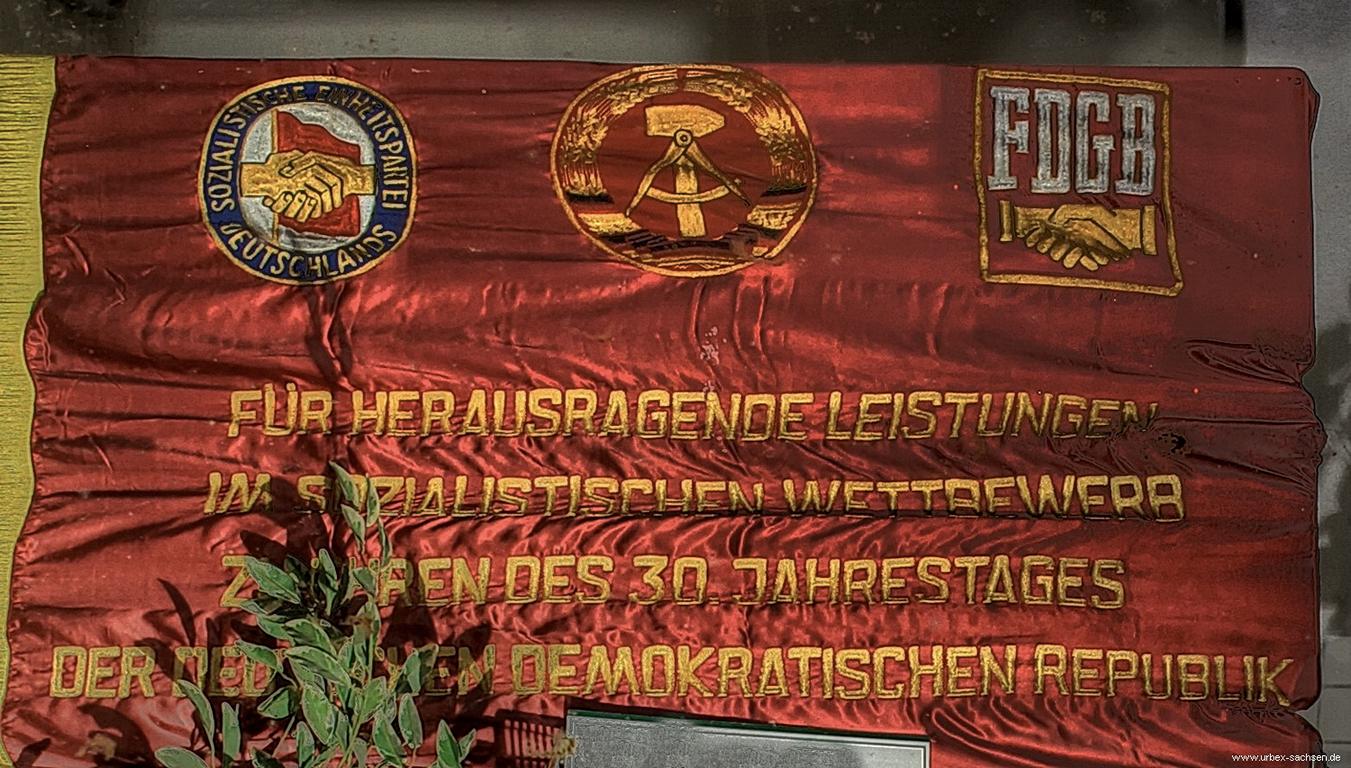 SOZIALISTISCHE EINHEITSPARTEI
DEUTSCHLANDS
FDGB
FÜR HERAUSRAGENDE LEISTUNGEN
IM SOZIALISTISCHEN WETTBEWERB
DES 30. JAHRESTAGES
DER DEMOKRATISCHEN REPUBLIK
www.urbex-sachsen.de